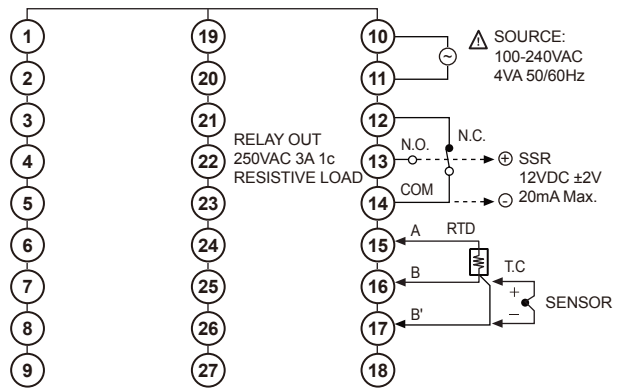 1 19 10
2 20 11
3 21 12
4 22 13
5 23 14
6 24 15
7 25 16
8 26 17
9 27 18
⚠ SOURCE:
100-240VAC
4VA 50/60Hz
~
RELAY OUT
250VAC 3A 1c
RESISTIVE LOAD
N.O.
N.C.
COM
+ SSR
12VDC ±2V
- 20mA Max.
A RTD
B
B'
T.C
+
−
SENSOR